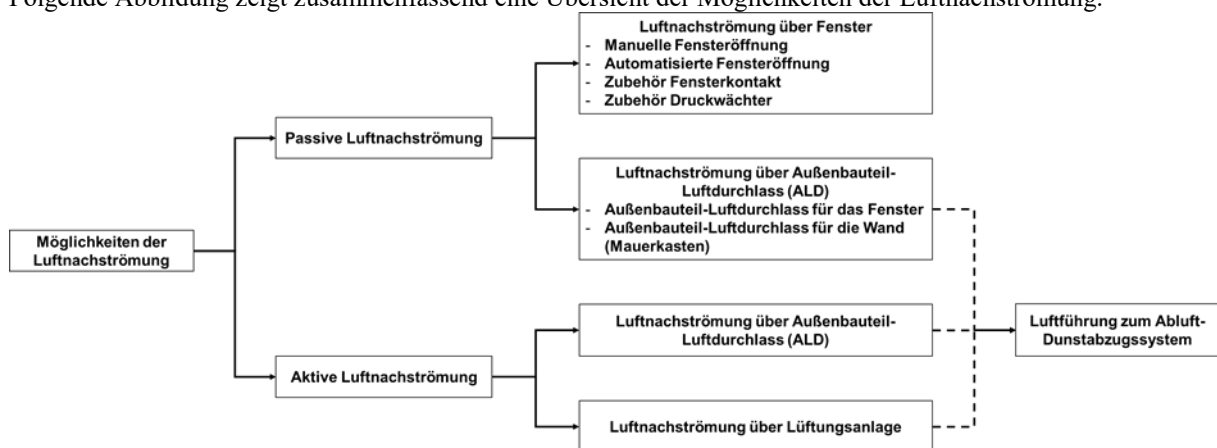 Folgende Abbildung zeigt zusammenfassend eine Übersicht der Möglichkeiten der Luftnachströmung.
Luftnachströmung über Fenster
- Manuelle Fensteröffnung
- Automatisierte Fensteröffnung
- Zubehör Fensterkontakt
- Zubehör Druckwächter
Passive Luftnachströmung
Luftnachströmung über Außenbauteil-
Luftdurchlass (ALD)
- Außenbauteil-Luftdurchlass für das Fenster
- Außenbauteil-Luftdurchlass für die Wand
(Mauerkasten)
Möglichkeiten der
Luftnachströmung
Luftnachströmung über Außenbauteil-
Luftdurchlass (ALD)
Luftführung zum Abluft-
Dunstabzugssystem
Aktive Luftnachströmung
Luftnachströmung über Lüftungsanlage